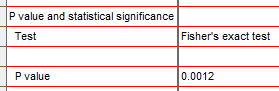 P value and statistical significance
Test Fisher's exact test
P value 0.0012